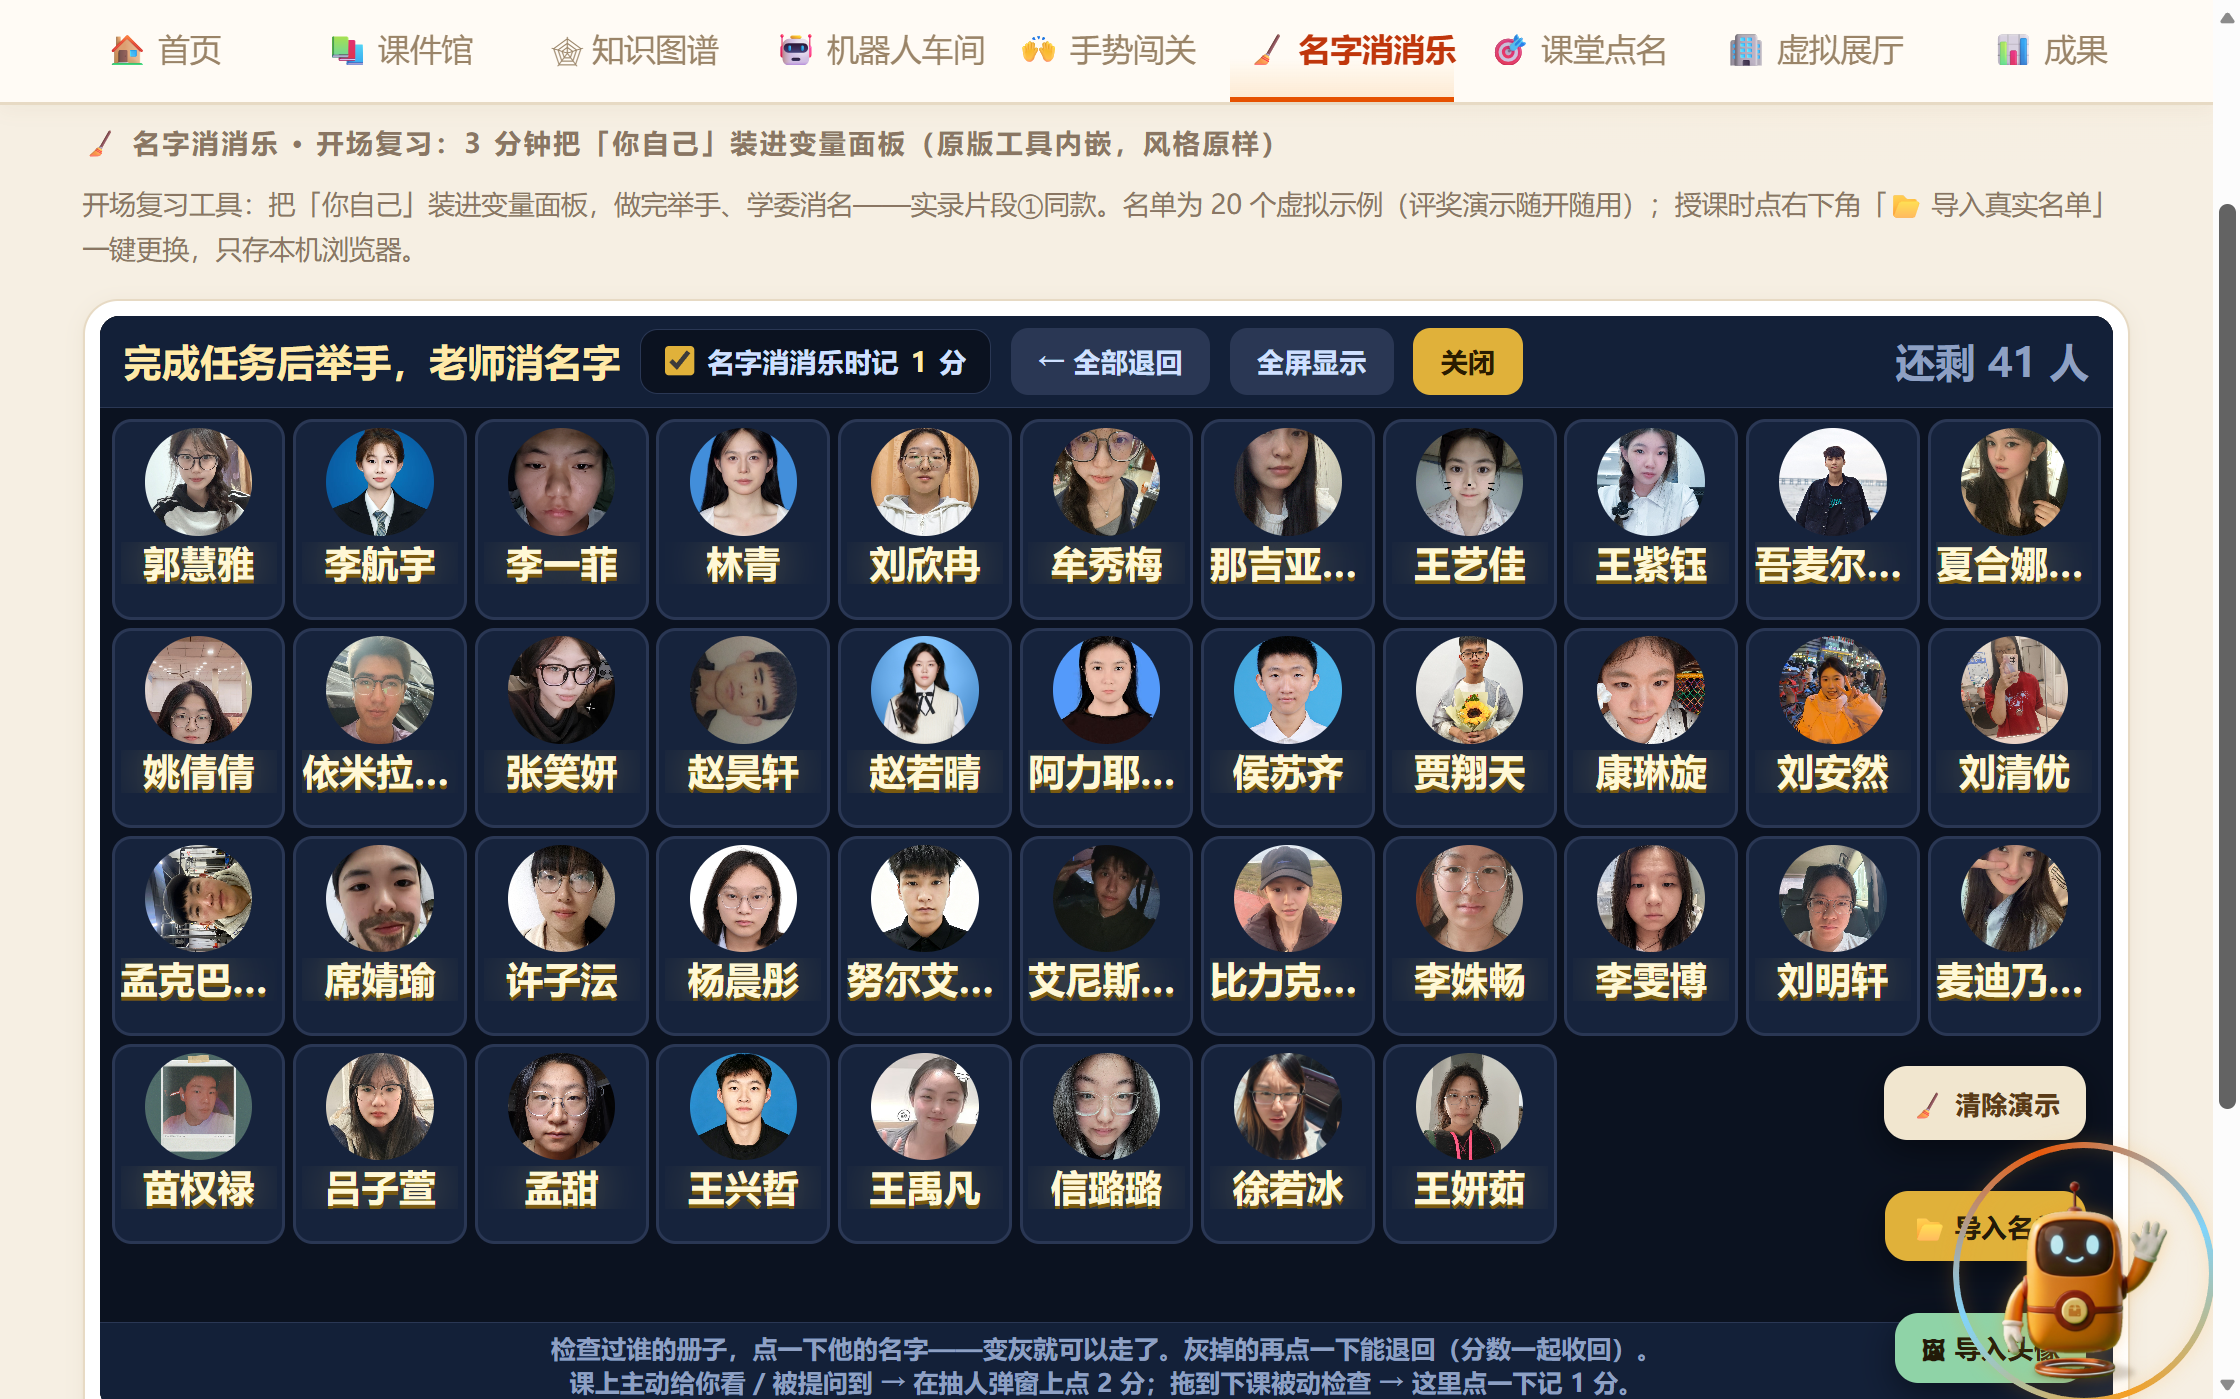 首页 课件馆 知识图谱 机器人车间 手势闯关 名字消消乐 课堂点名 虚拟展厅 成果
名字消消乐 • 开场复习：3 分钟把「你自己」装进变量面板（原版工具内嵌，风格原样）
开场复习工具：把「你自己」装进变量面板，做完举手、学委消名——实录片段①同款。名单为 20 个虚拟示例（评奖演示随开随用）；授课时点右下角「📂 导入真实名单」
一键更换，只存本机浏览器。
完成任务后举手，老师消名字 名字消消乐时记 1 分 ← 全部退回 全屏显示 关闭 还剩 41 人
郭慧雅 李航宇 李一菲 林青 刘欣冉 牟秀梅 那吉亚... 王艺佳 王紫钰 吾麦尔... 夏合娜...
姚倩倩 依米拉... 张笑妍 赵昊轩 赵若晴 阿力耶... 侯苏齐 贾翔天 康琳旋 刘安然 刘清优
孟克巴... 席婧瑜 许子沄 杨晨彤 努尔艾... 艾尼斯... 比力克... 李姝畅 李雯博 刘明轩 麦迪乃...
苗权禄 吕子萱 孟甜 王兴哲 王禹凡 信璐璐 徐若冰 王妍茹
清除演示
导入名
导入头像
检查过谁的册子，点一下他的名字——变灰就可以走了。灰掉的再点一下能退回（分数一起收回）。
课上主动给你看 / 被提问到 → 在抽人弹窗上点 2 分；拖到下课被动检查 → 这里点一下记 1 分。